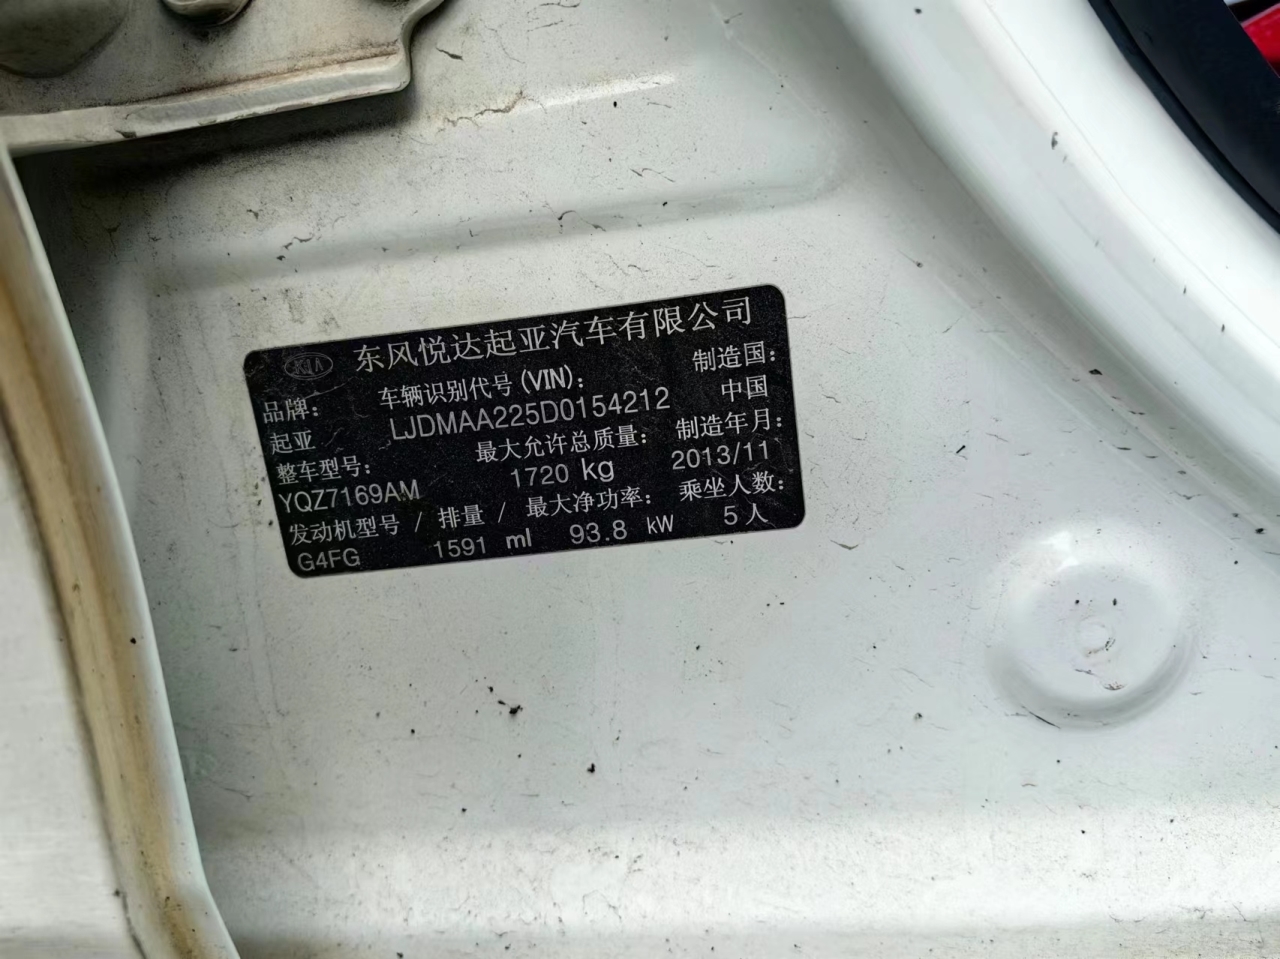 KIA 东风悦达起亚汽车有限公司
品牌： 车辆识别代号(VIN)： 制造国：
起亚 LJDMAA225D0154212 中国
整车型号： 最大允许总质量： 制造年月：
YQZ7169AM 1720 kg 2013/11
发动机型号 / 排量 / 最大净功率： 乘坐人数：
G4FG 1591 ml 93.8 kW 5人